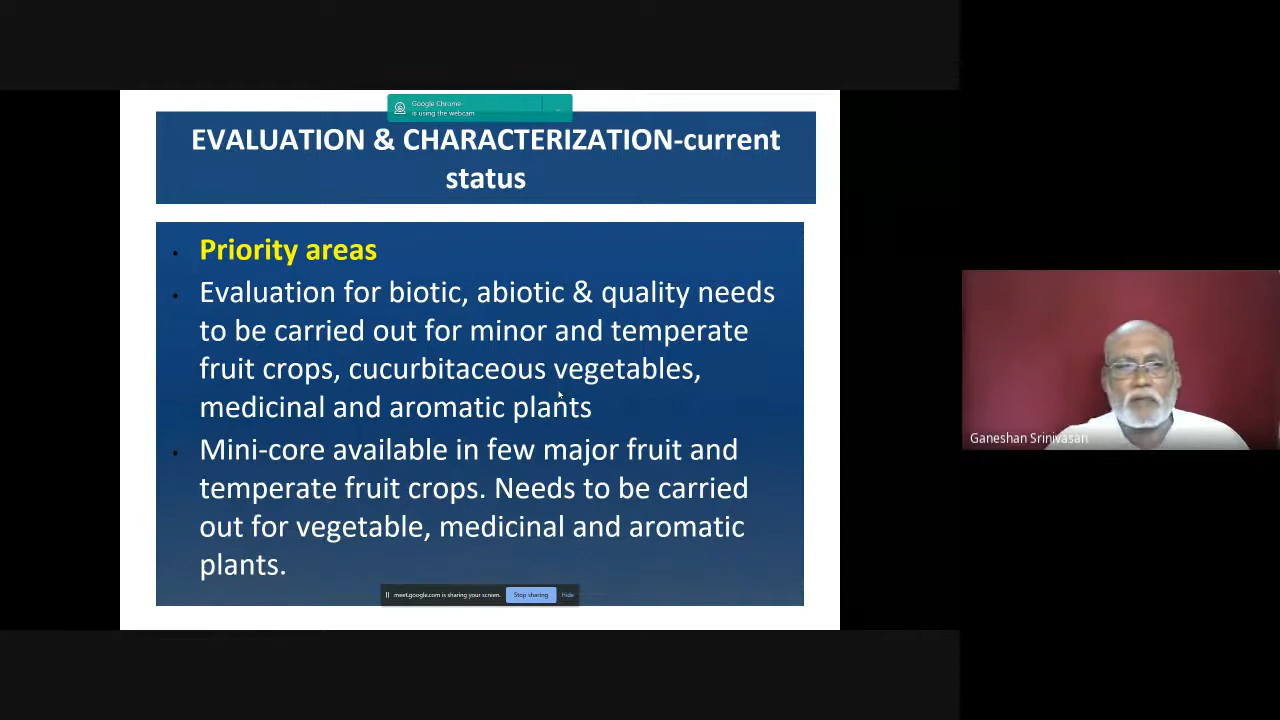 Google Chrome
is using the webcam
EVALUATION & CHARACTERIZATION-current
status
• Priority areas
• Evaluation for biotic, abiotic & quality needs
to be carried out for minor and temperate
fruit crops, cucurbitaceous vegetables,
medicinal and aromatic plants
• Mini-core available in few major fruit and
temperate fruit crops. Needs to be carried
out for vegetable, medicinal and aromatic
plants.
meet.google.com is sharing your screen. Stop sharing Hide
Ganeshan Srinivasan